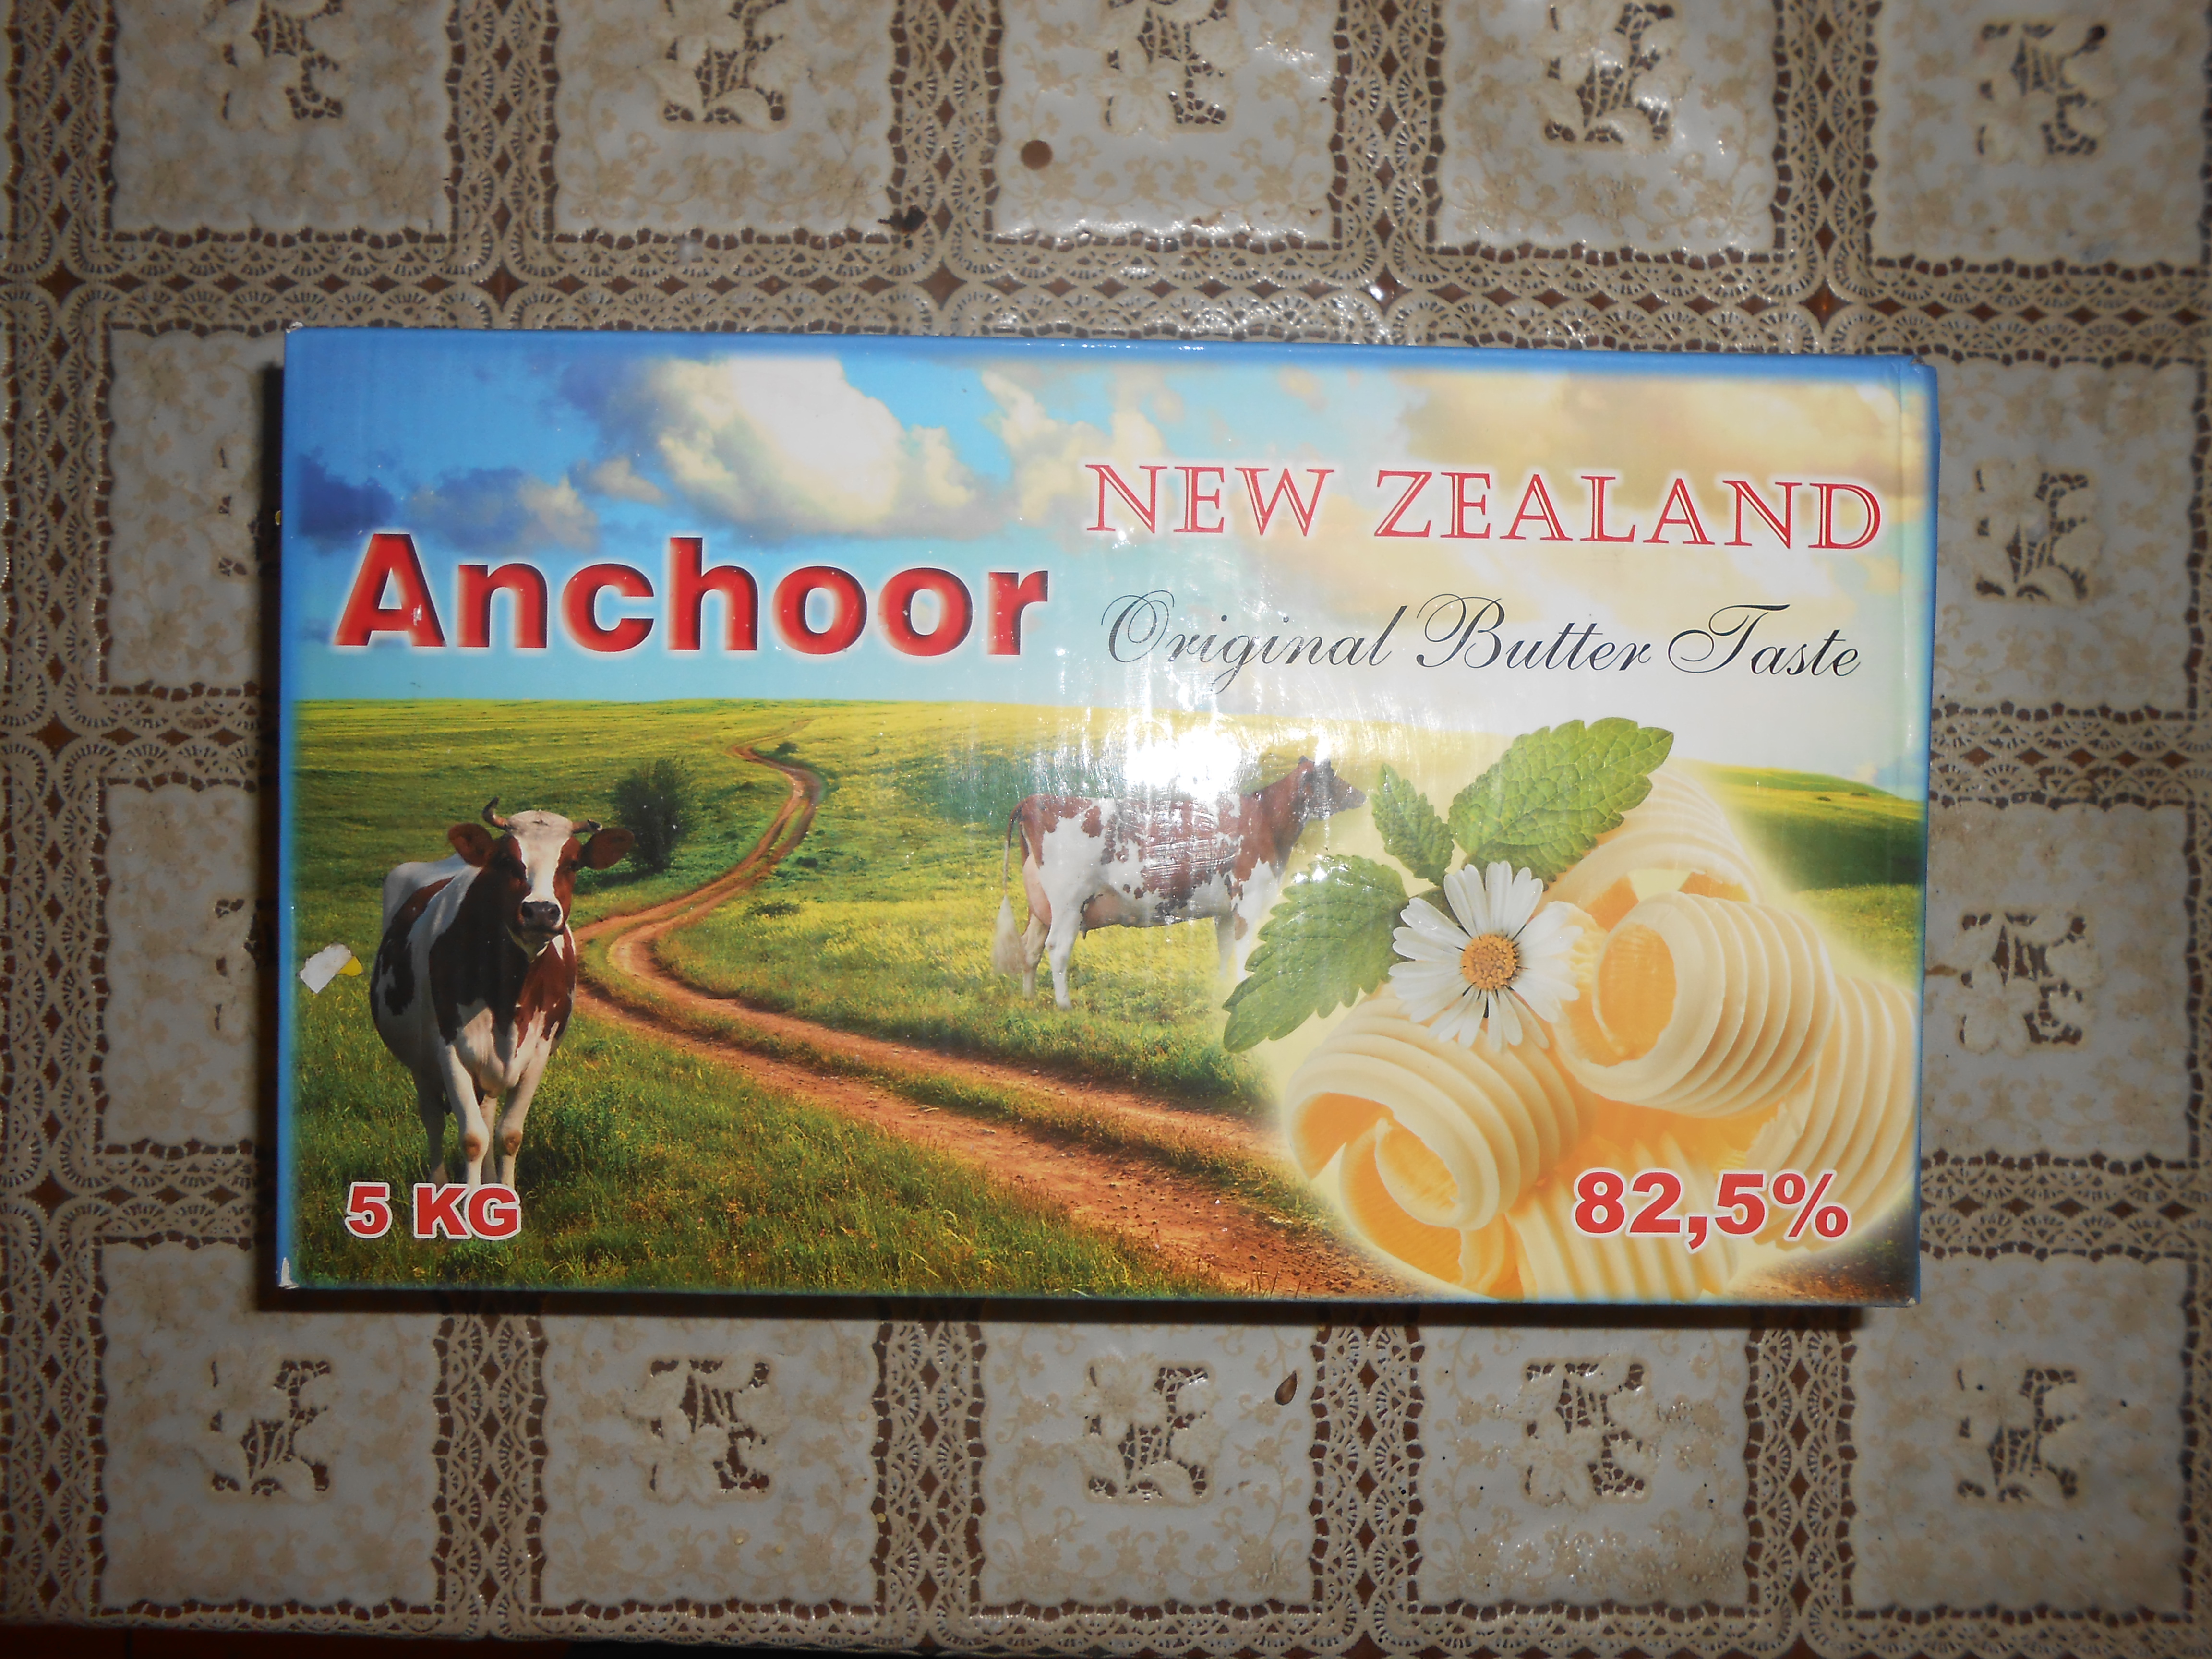 NEW ZEALAND
Anchoor
Original Butter Taste
5 KG
82,5%